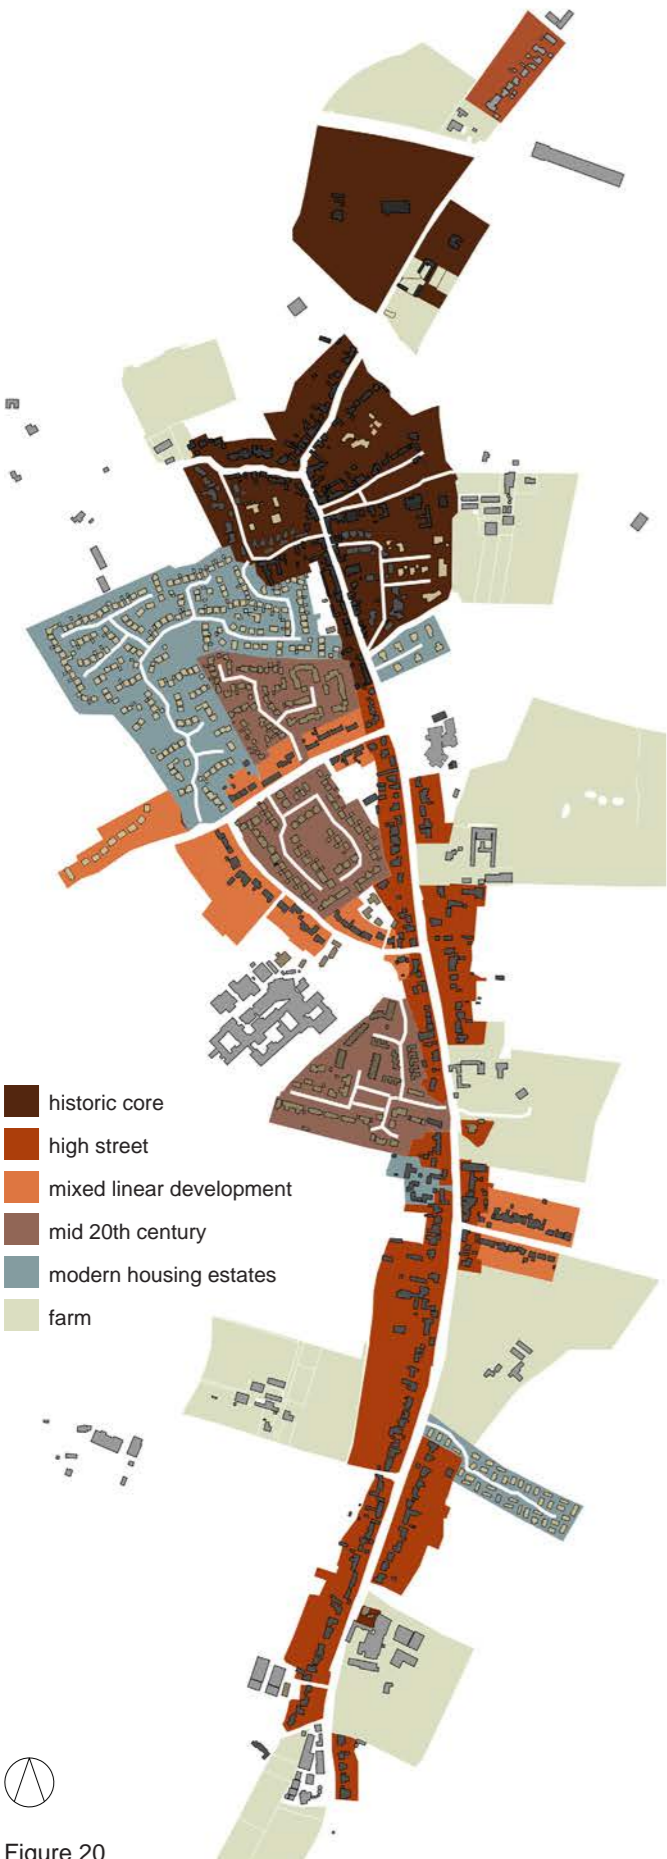 historic core
high street
mixed linear development
mid 20th century
modern housing estates
farm
Figure 20